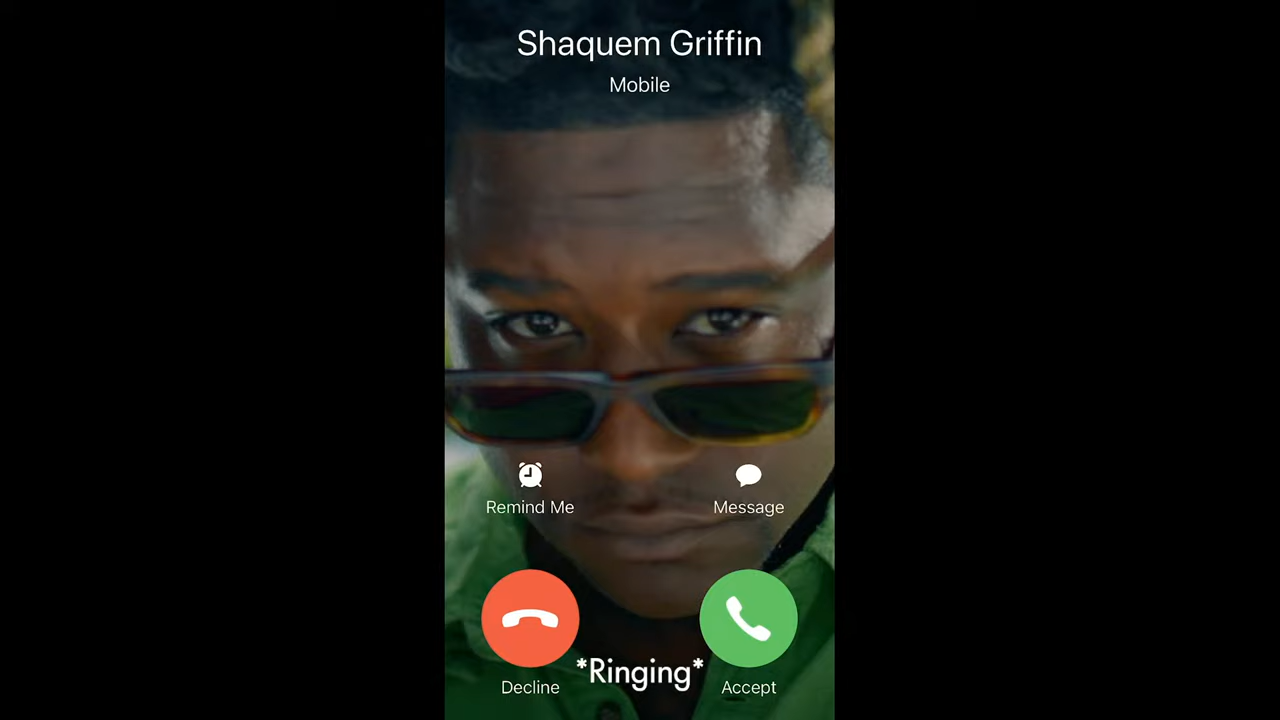 Shaquem Griffin
Mobile
Remind Me
Message
*Ringing*
Decline
Accept